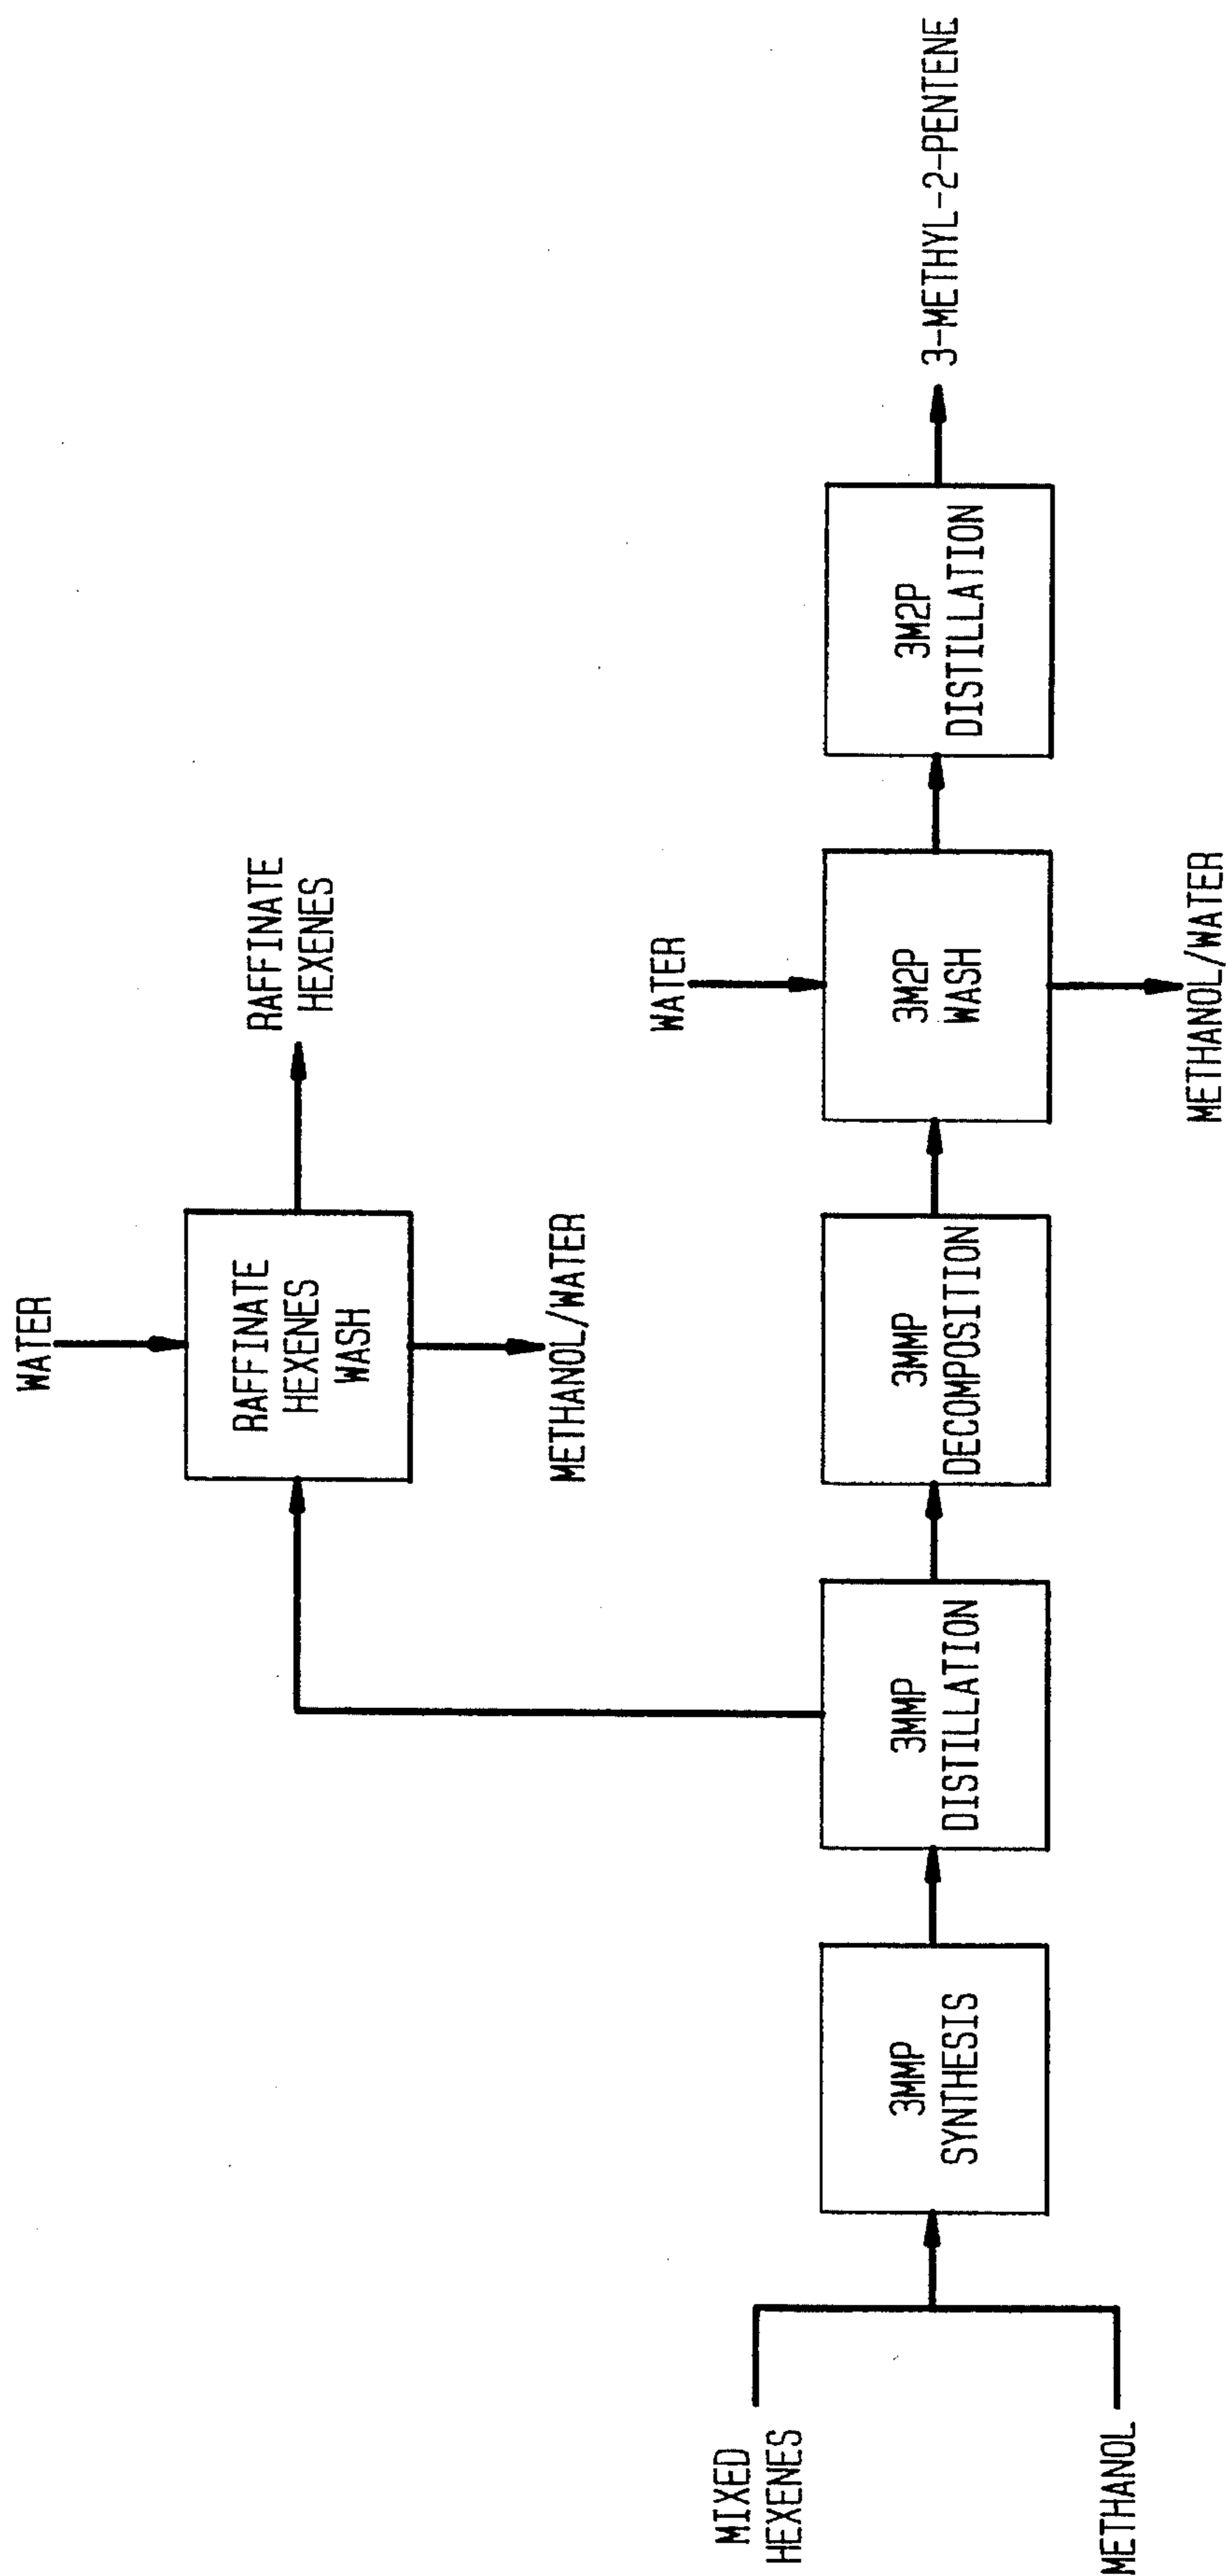 WATER
RAFFINATE
HEXENES
WASH
RAFFINATE
HEXENES
METHANOL/WATER
MIXED
HEXENES
METHANOL
3MMP
SYNTHESIS
3MMP
DISTILLATION
3MMP
DECOMPOSITION
WATER
3M2P
WASH
METHANOL/WATER
3M2P
DISTILLATION
3-METHYL-2-PENTENE